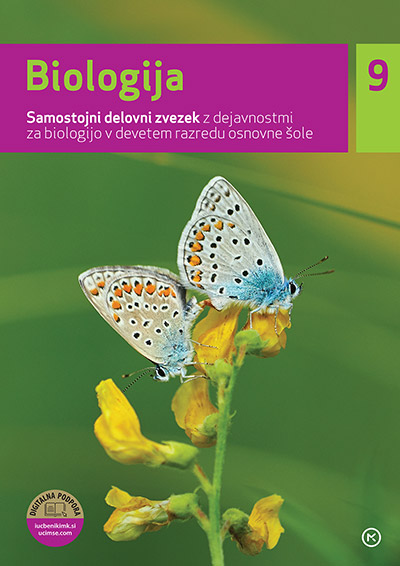 Biologija
9
Samostojni delovni zvezek z dejavnostmi
za biologijo v devetem razredu osnovne šole
DIGITALNA PODPORA
iucbenikimk.si
ucimse.com